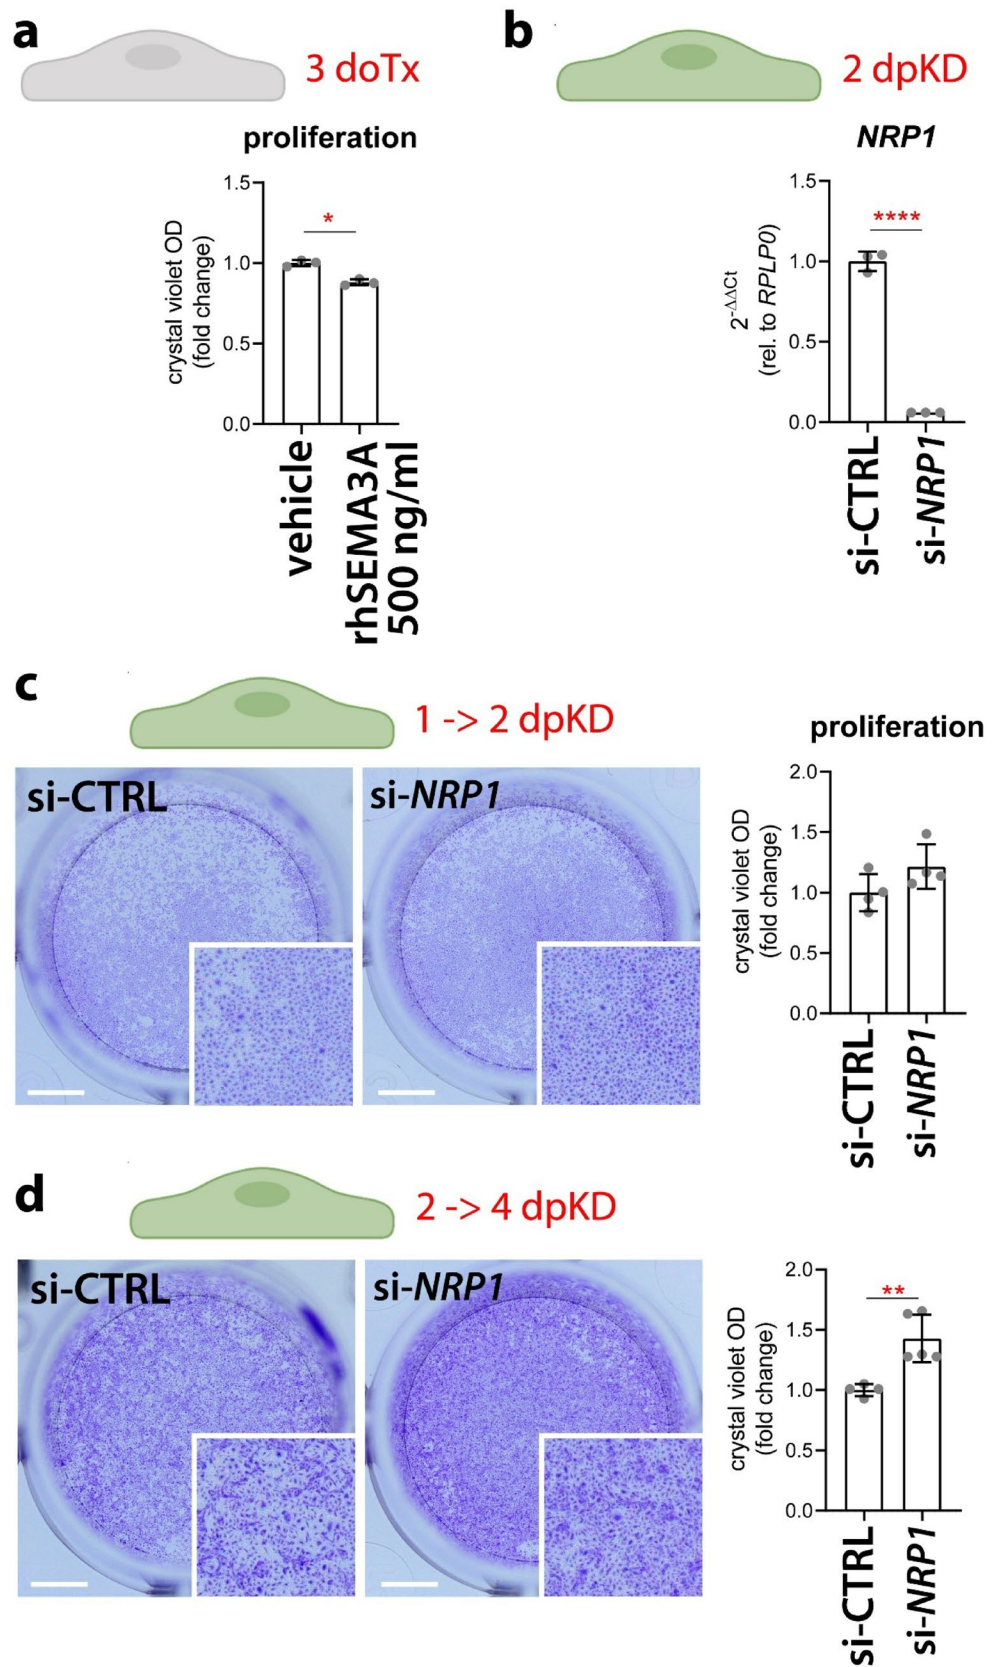 a
3 doTx
proliferation
crystal violet OD
(fold change)
1.5
1.0
0.5
0.0
*
vehicle
rhSEMA3A
500 ng/ml
b
2 dpKD
NRP1
2^-ΔΔCt
(rel. to RPLP0)
1.5
1.0
0.5
0.0
****
si-CTRL
si-NRP1
c
1 -> 2 dpKD
si-CTRL
si-NRP1
proliferation
crystal violet OD
(fold change)
2.0
1.5
1.0
0.5
0.0
si-CTRL
si-NRP1
d
2 -> 4 dpKD
si-CTRL
si-NRP1
crystal violet OD
(fold change)
2.0
1.5
1.0
0.5
0.0
**
si-CTRL
si-NRP1